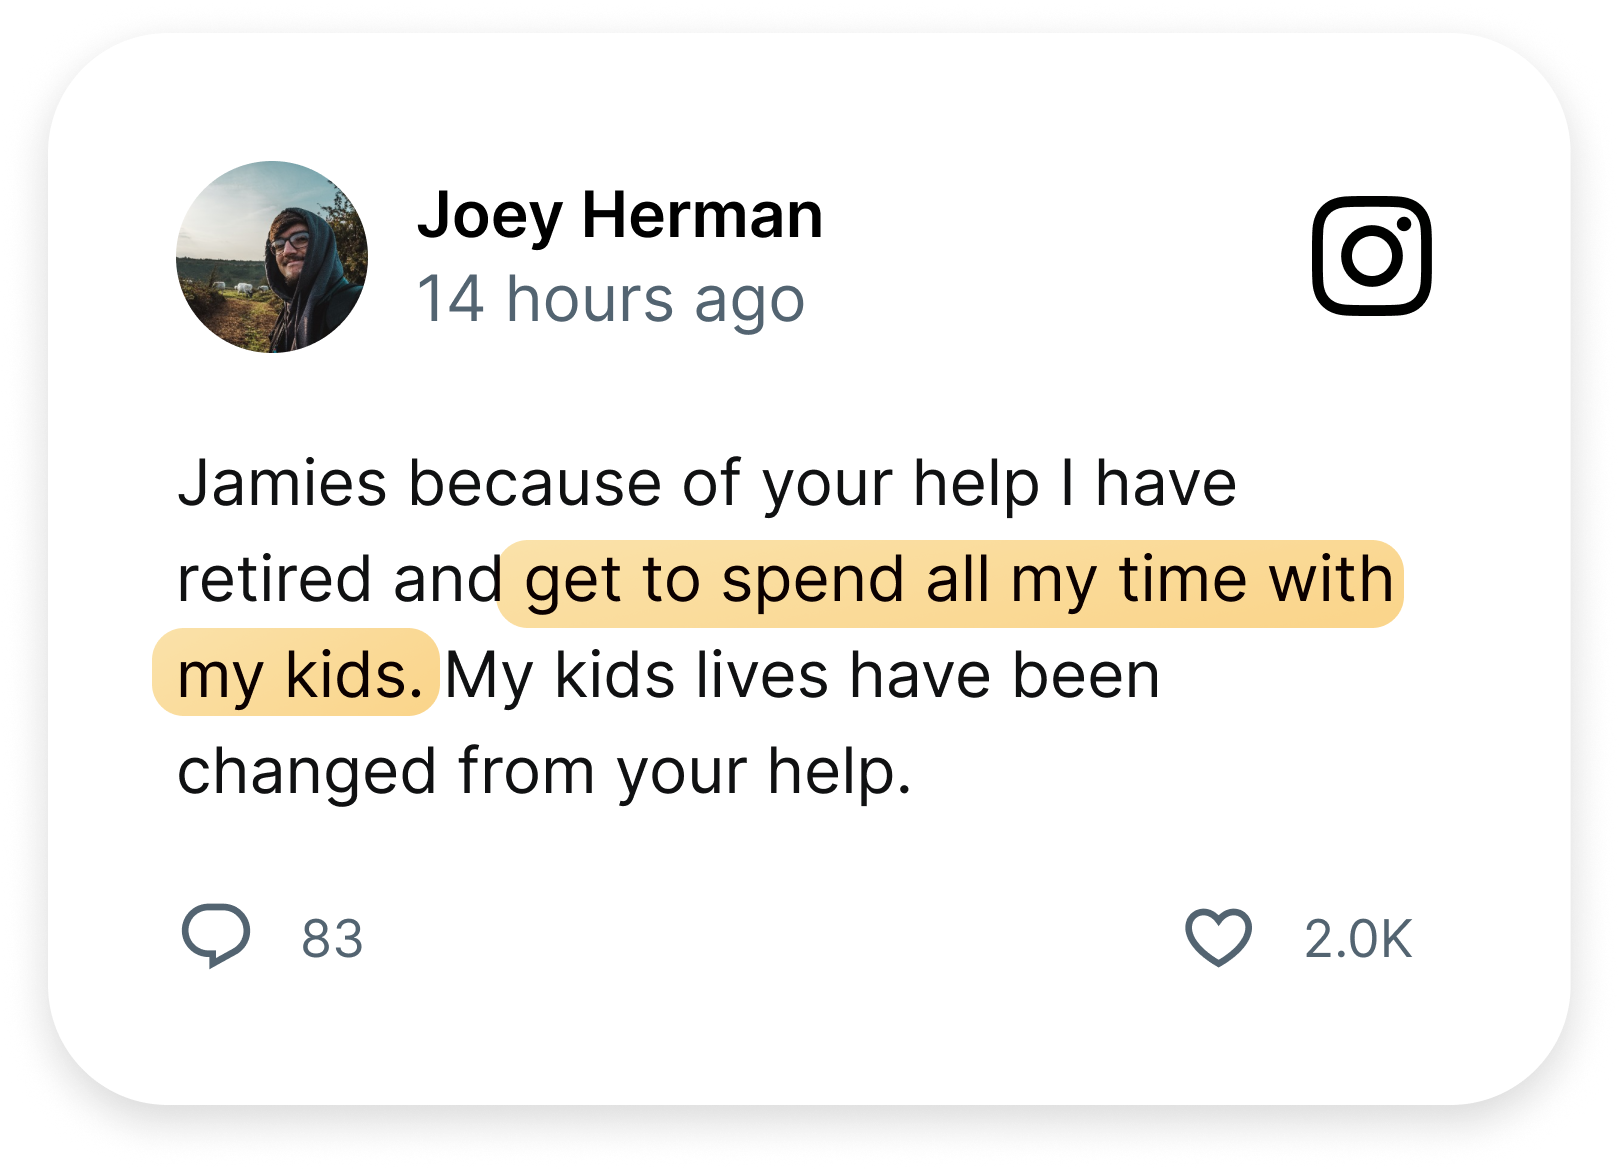 Joey Herman
14 hours ago
Jamies because of your help I have
retired and get to spend all my time with
my kids. My kids lives have been
changed from your help.
83
2.0K